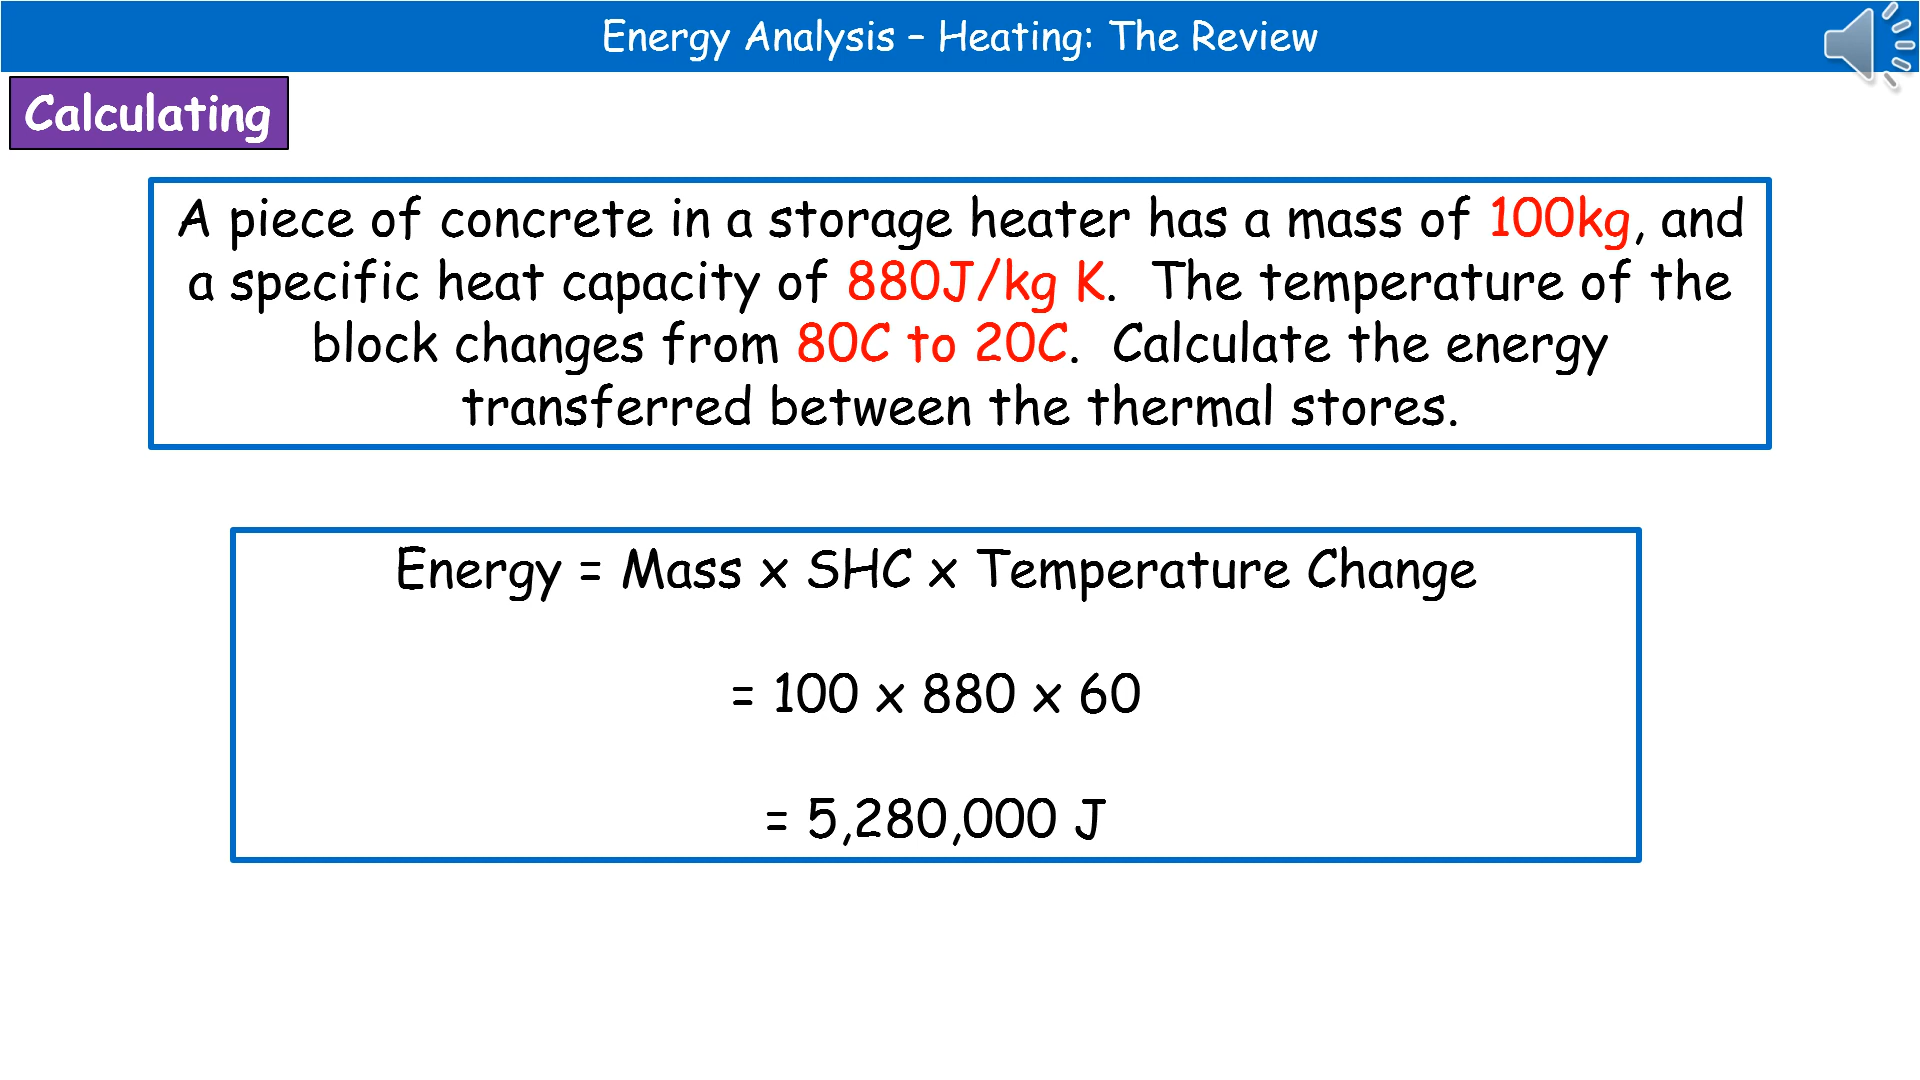 Energy Analysis – Heating: The Review
Calculating
A piece of concrete in a storage heater has a mass of 100kg, and
a specific heat capacity of 880J/kg K.  The temperature of the
block changes from 80C to 20C.  Calculate the energy
transferred between the thermal stores.
Energy = Mass x SHC x Temperature Change
= 100 x 880 x 60
= 5,280,000 J